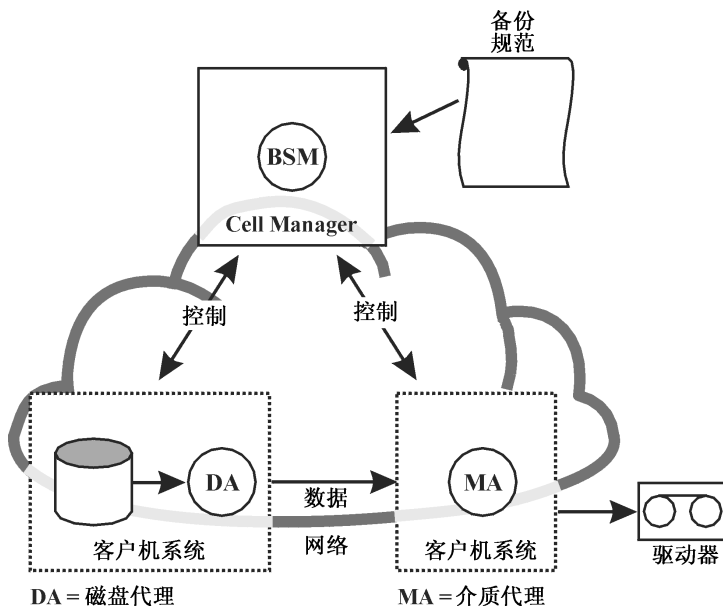 备份
规范
BSM
Cell Manager
控制
控制
DA
数据
MA
客户机系统
网络
客户机系统
驱动器
DA = 磁盘代理
MA = 介质代理